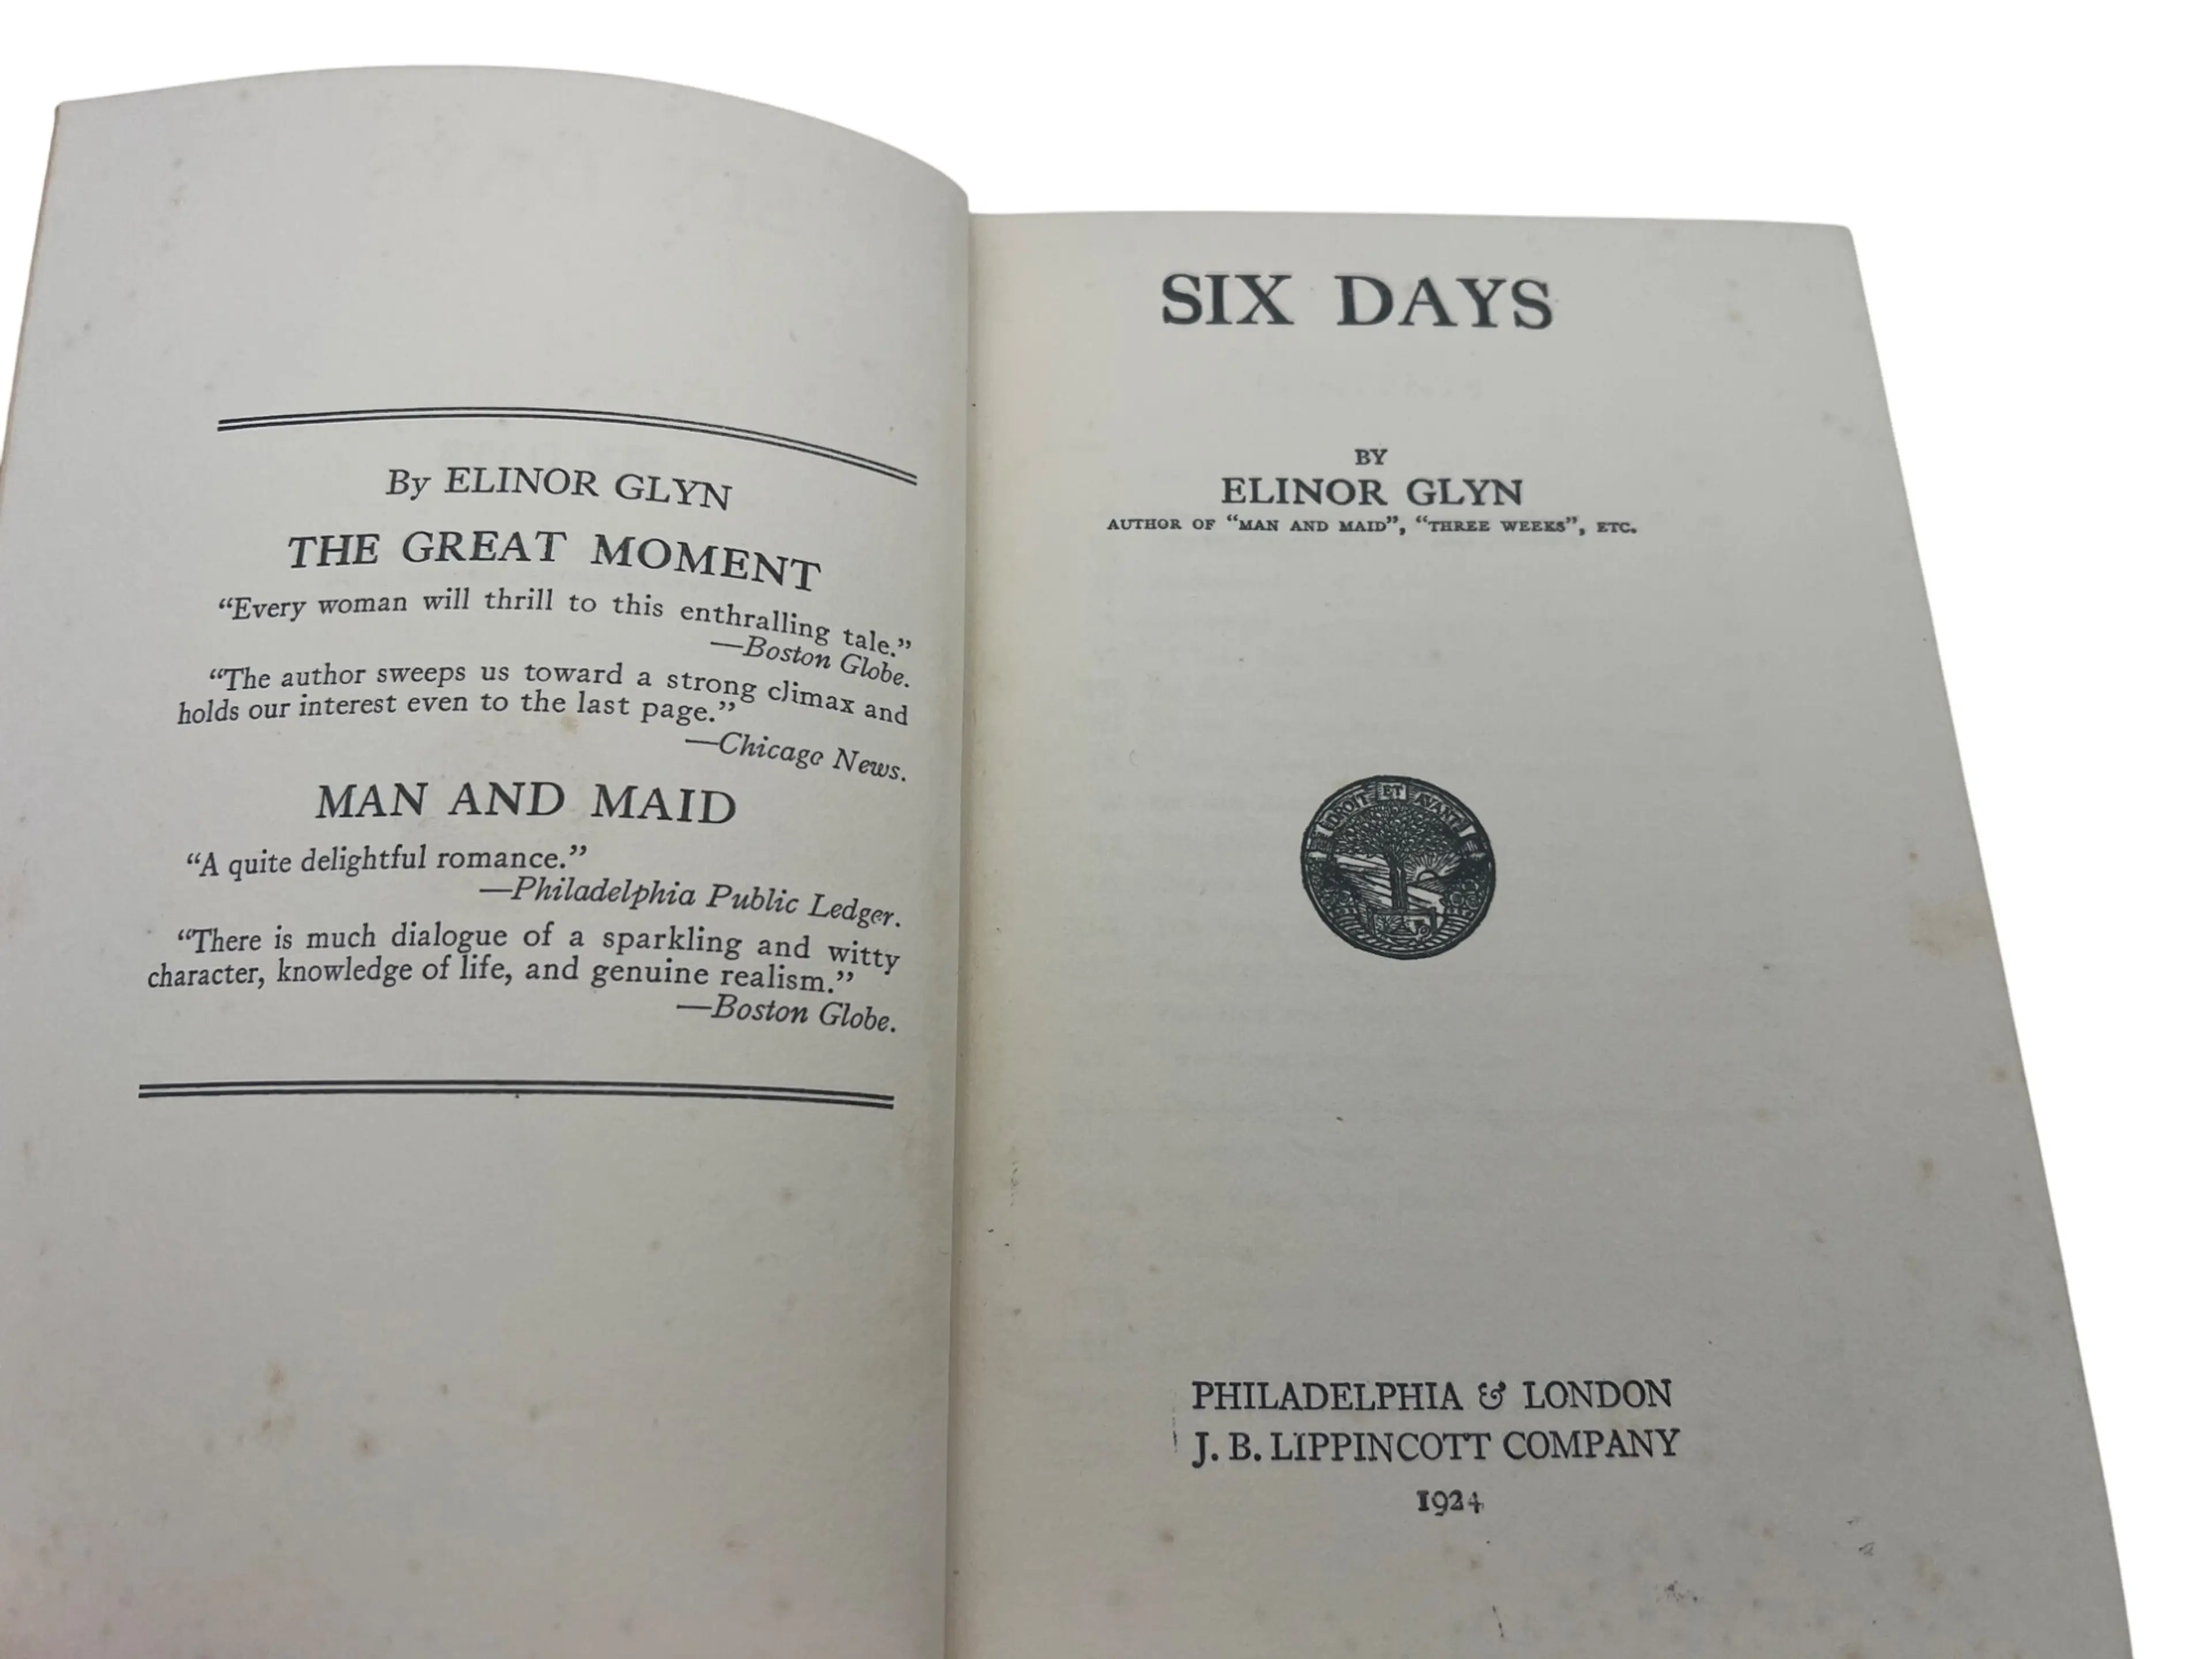 By ELINOR GLYN
THE GREAT MOMENT
“Every woman will thrill to this enthralling tale.”
—Boston Globe.
“The author sweeps us toward a strong climax and
holds our interest even to the last page.”
—Chicago News.
MAN AND MAID
“A quite delightful romance.”
—Philadelphia Public Ledger.
“There is much dialogue of a sparkling and witty
character, knowledge of life, and genuine realism.”
—Boston Globe.
SIX DAYS
BY
ELINOR GLYN
AUTHOR OF “MAN AND MAID”, “THREE WEEKS”, ETC.
DROIT ET AVANT
PHILADELPHIA & LONDON
J. B. LIPPINCOTT COMPANY
1924